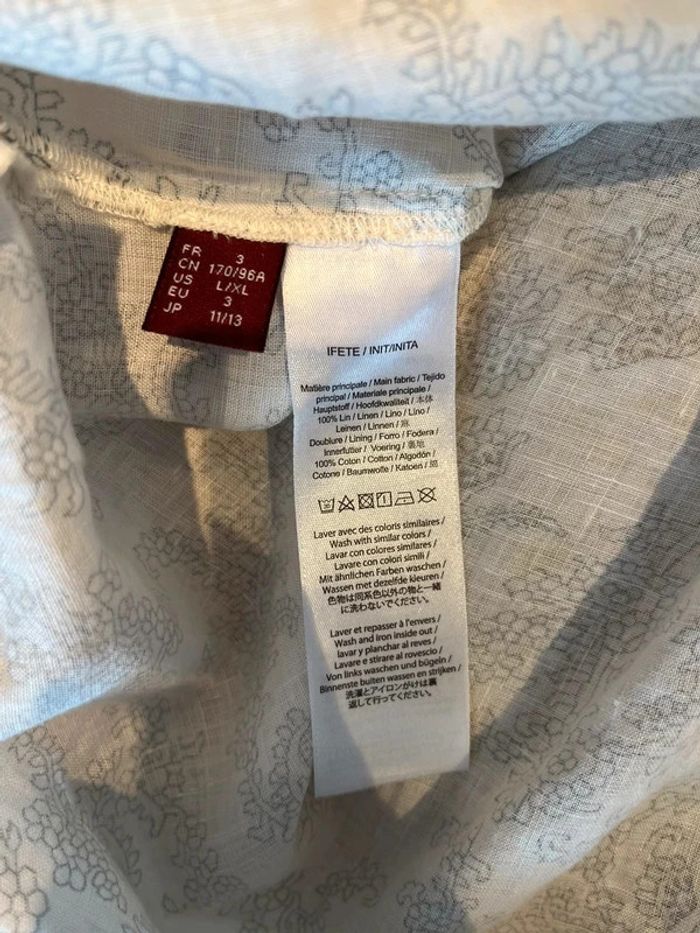 FR 3
CN 170/96A
US L/XL
EU 3
JP 11/13
IFETE / INIT/INITA
Matière principale / Main fabric / Tejido
principal / Materiale principale /
Hauptstoff / Hoofdkwaliteit / 本体
100% Lin / Linen / Lino / Lino /
Leinen / Linnen / 麻
Doublure / Lining / Forro / Fodera /
Innerfutter / Voering / 裏地
100% Coton / Cotton / Algodón /
Cotone / Baumwolle / Katoen / 綿
Laver avec des coloris similaires /
Wash with similar colors /
Lavar con colores similares /
Lavare con colori simili /
Mit ähnlichen Farben waschen /
Wassen met dezelfde kleuren /
色物は同系色以外の物と一緒
に洗わないでください。
Laver et repasser à l'envers /
Wash and iron inside out /
lavar y planchar al reves /
Lavare e stirare al rovescio /
Von links waschen und bügeln /
Binnenste buiten wassen en strijken /
洗濯とアイロンがけは裏
返して行ってください。